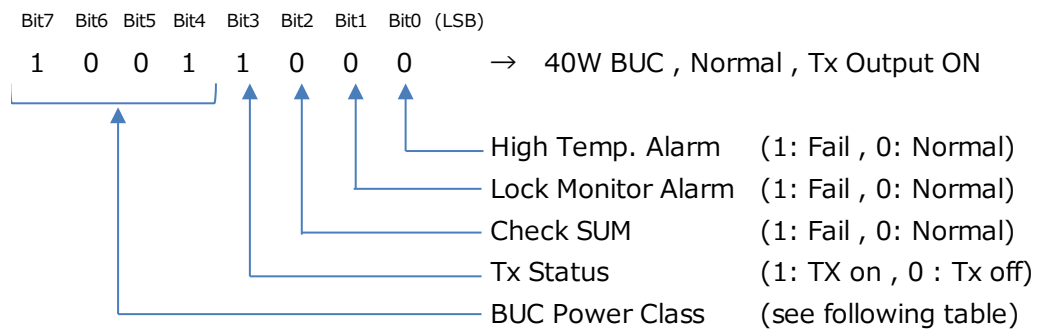 Bit7 Bit6 Bit5 Bit4 Bit3 Bit2 Bit1 Bit0 (LSB)
1 0 0 1 1 0 0 0 → 40W BUC , Normal , Tx Output ON
High Temp. Alarm (1: Fail , 0: Normal)
Lock Monitor Alarm (1: Fail , 0: Normal)
Check SUM (1: Fail , 0: Normal)
Tx Status (1: TX on , 0 : Tx off)
BUC Power Class (see following table)